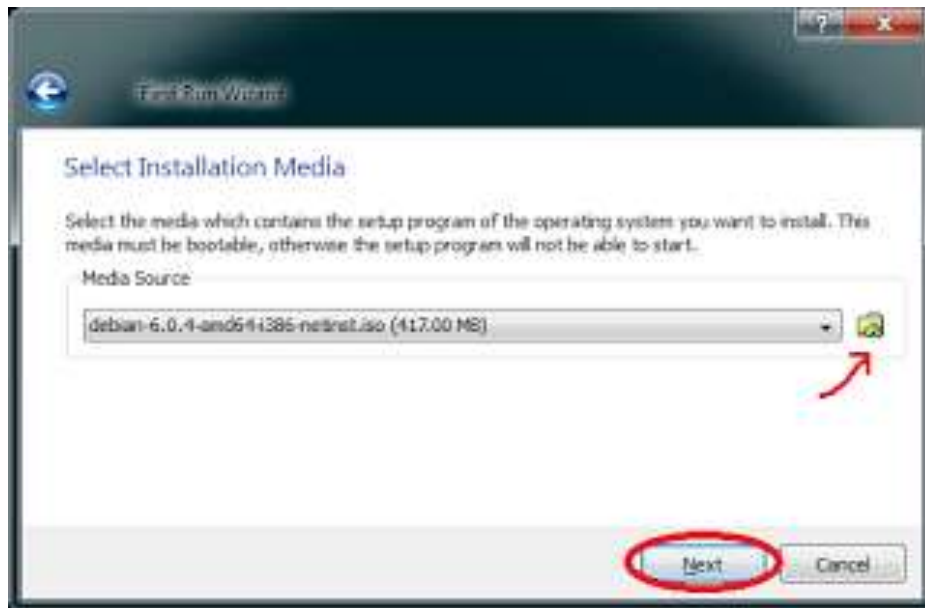 ?
X
First Run Wizard
Select Installation Media
Select the media which contains the setup program of the operating system you want to install. This
media must be bootable, otherwise the setup program will not be able to start.
Media Source
debian-6.0.4-amd64-i386-netinst.iso (417.00 MB)
Next
Cancel